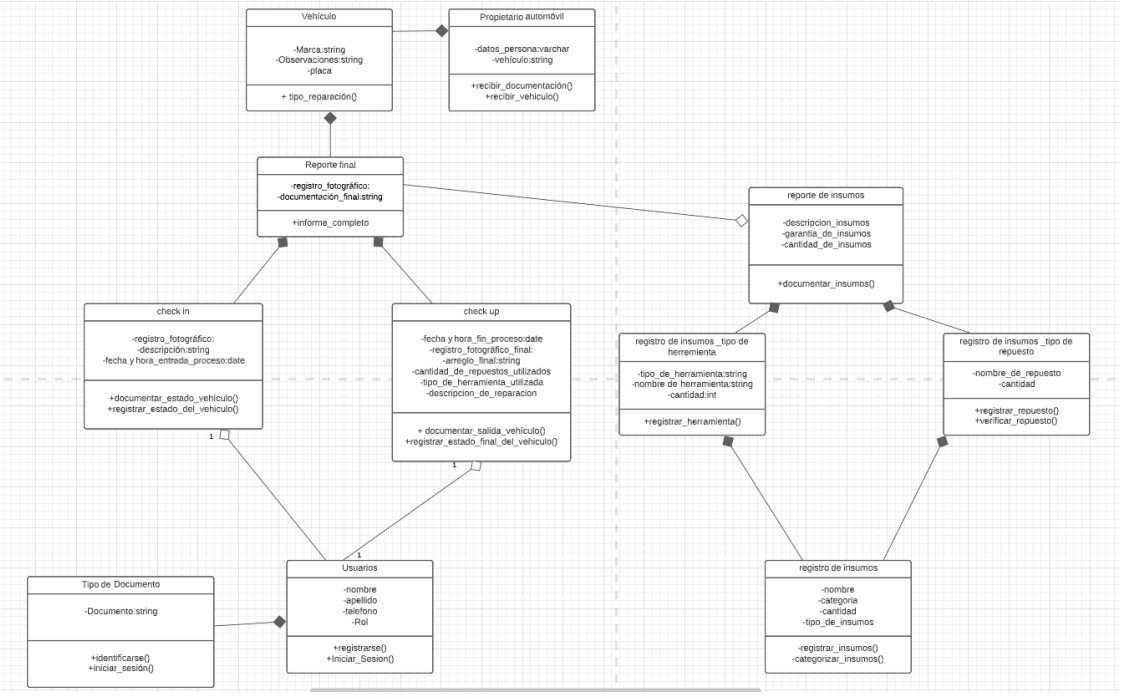 Vehículo
-Marca:string
-Observaciones:string
-placa
+ tipo_reparación()
Propietario automóvil
-datos_persona:varchar
-vehículo:string
+recibir_documentación()
+recibir_vehiculo()
Reporte final
-registro_fotográfico:
-documentación_final:string
+informe_completo
reporte de insumos
-descripcion_insumos
-garantia_de_insumos
-cantidad_de_insumos
+documentar_insumos()
check in
-registro_fotográfico:
-descripción:string
-fecha y hora_entrada_proceso:date
+documentar_estado_vehículo()
+registrar_estado_del_vehiculo()
1
check up
-fecha y hora_fin_proceso:date
-registro_fotográfico_final:
-arreglo_final:string
-cantidad_de_repuestos_utilizados
-tipo_de_herramienta_utilizada
-descripcion_de_reparacion
+ documentar_salida_vehículo()
+registrar_estado_final_del_vehiculo()
1
registro de insumos _tipo de
herremienta
-tipo_de_herramienta:string
-nombre de herramienta:string
-cantidad:int
+registrar_herramienta()
registro de insumos _tipo de
repuesto
-nombre_de_repuesto
-cantidad
+registrar_repuesto()
+verificar_repuesto()
Tipo de Documento
-Documento:string
+identificarse()
+iniciar_sesión()
1
Usuarios
-nombre
-apellido
-telefono
-Rol
+registrarse()
+Iniciar_Sesion()
registro de insumos
-nombre
-categoria
-cantidad
-tipo_de_insumos
-registrar_insumos()
-categorizar_insumos()